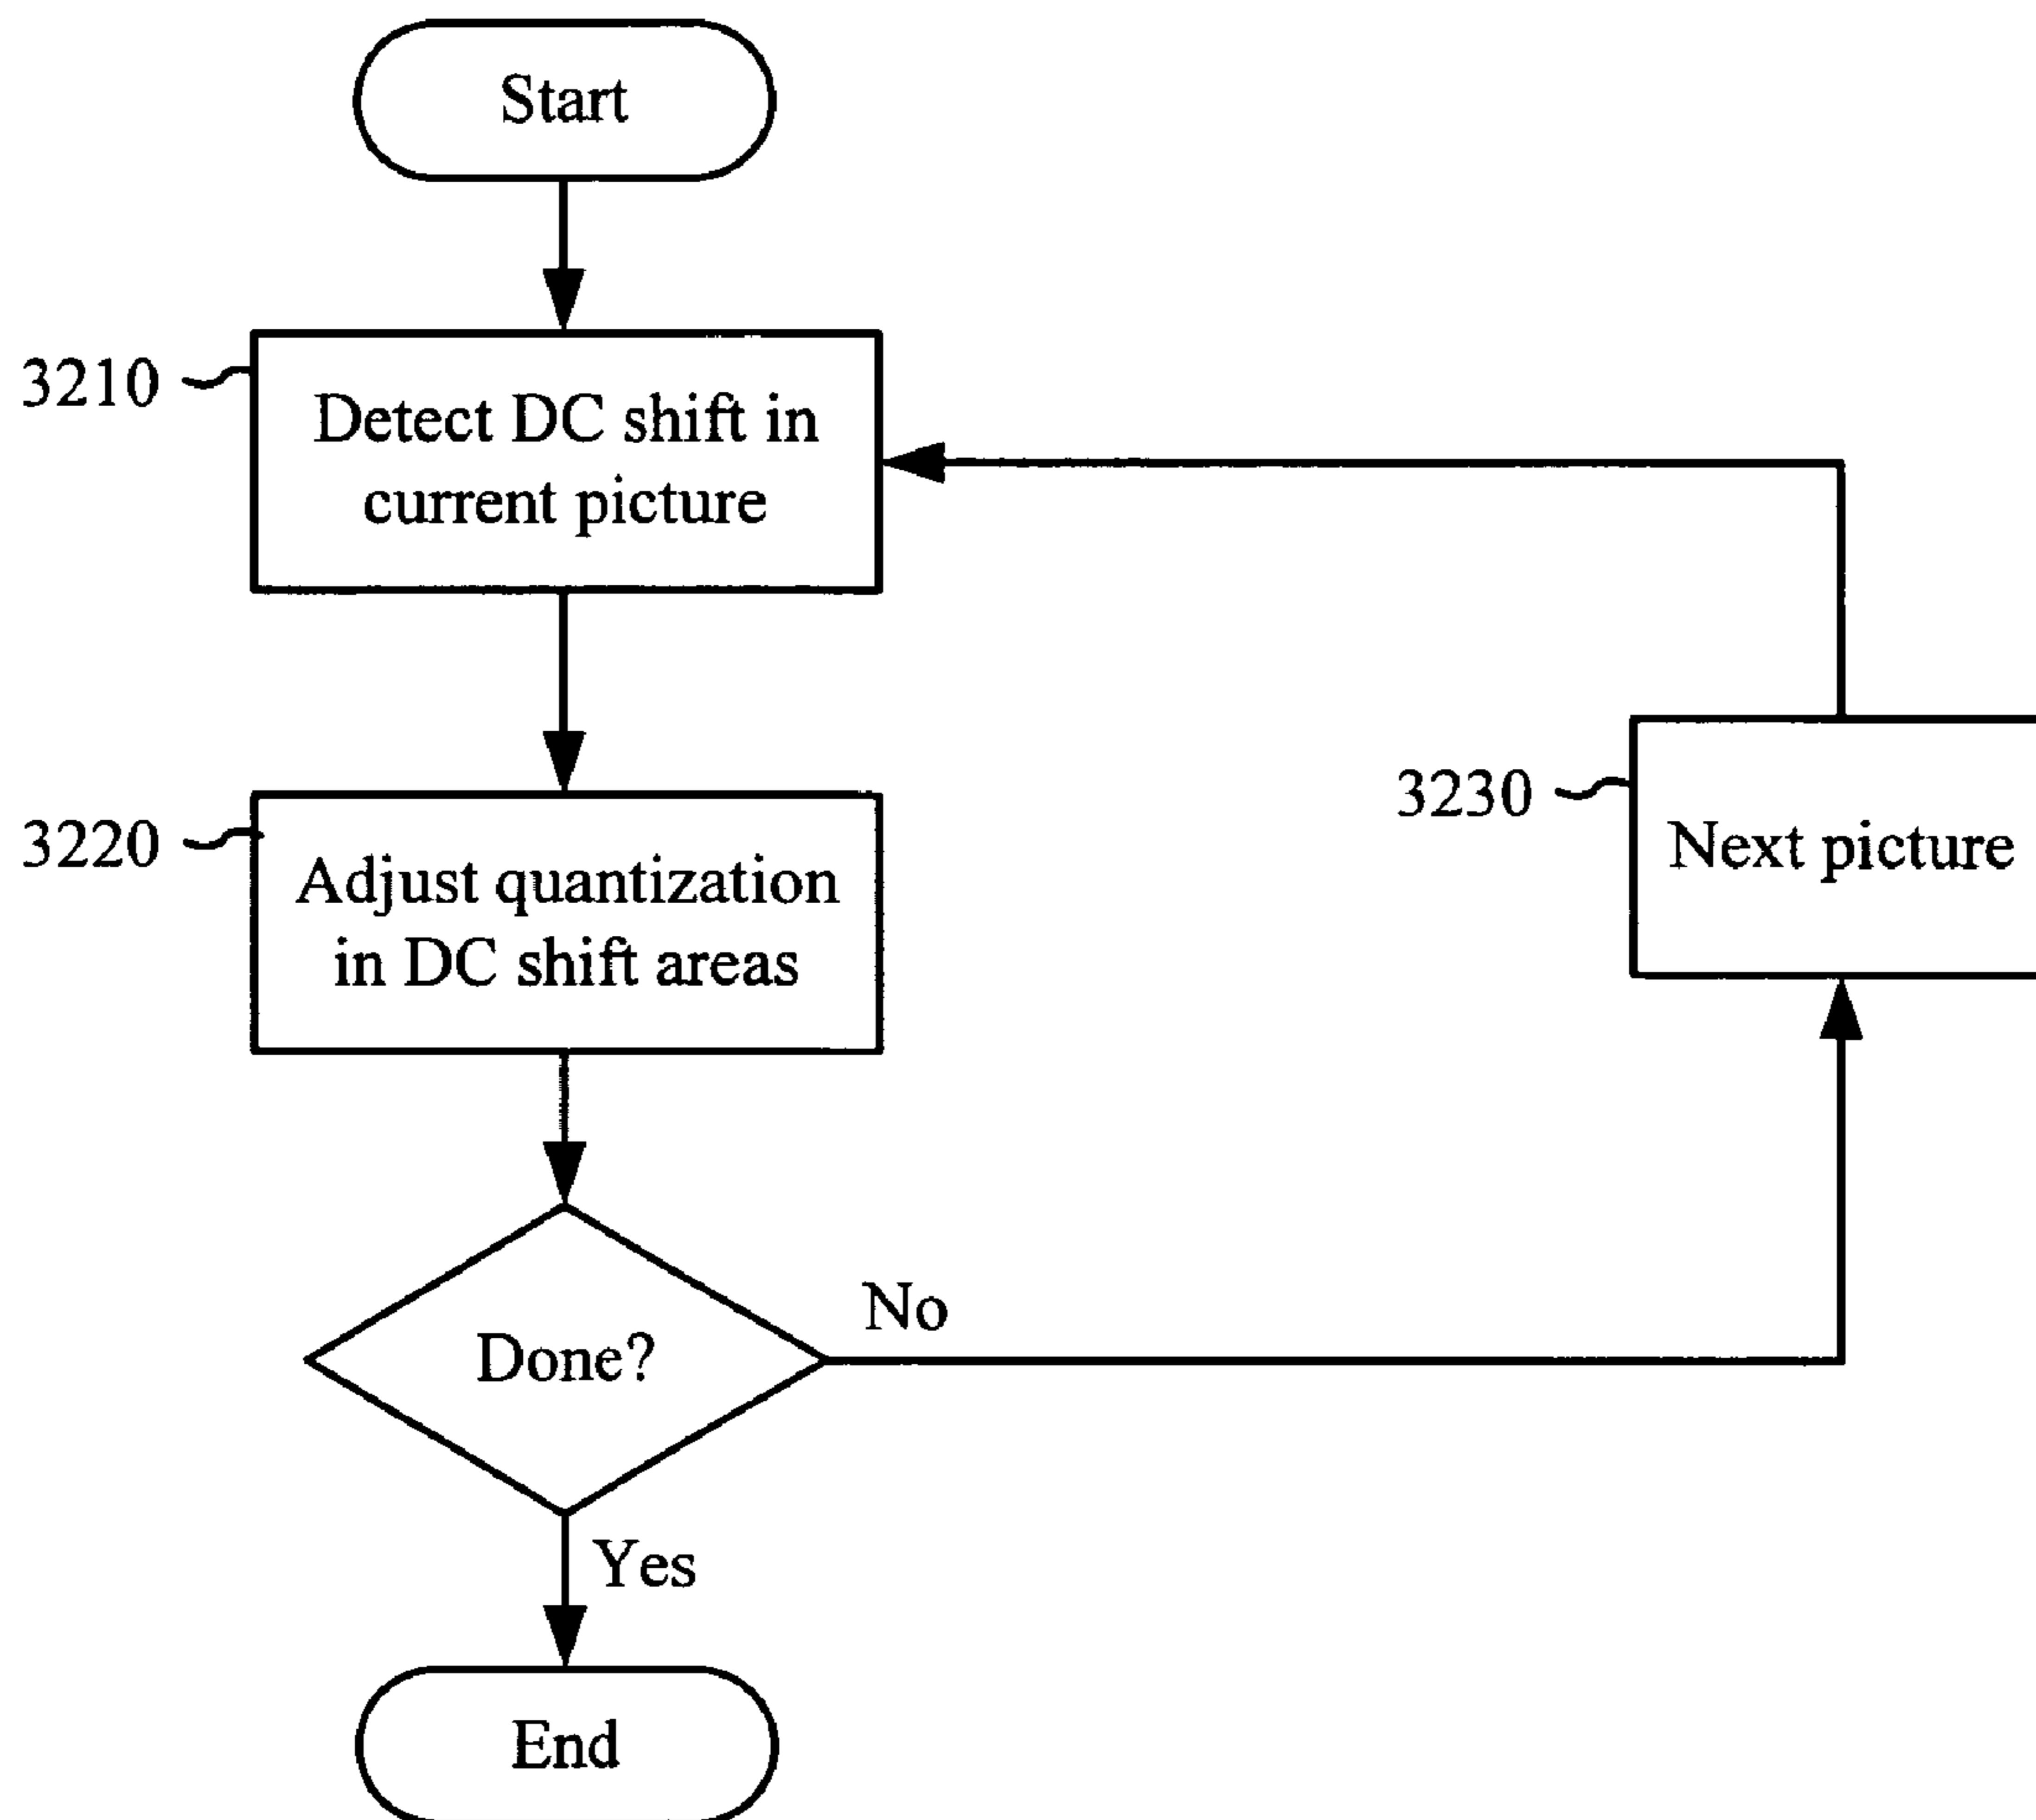 Start
3210
Detect DC shift in
current picture
3220
Adjust quantization
in DC shift areas
3230
Next picture
Done?
No
Yes
End